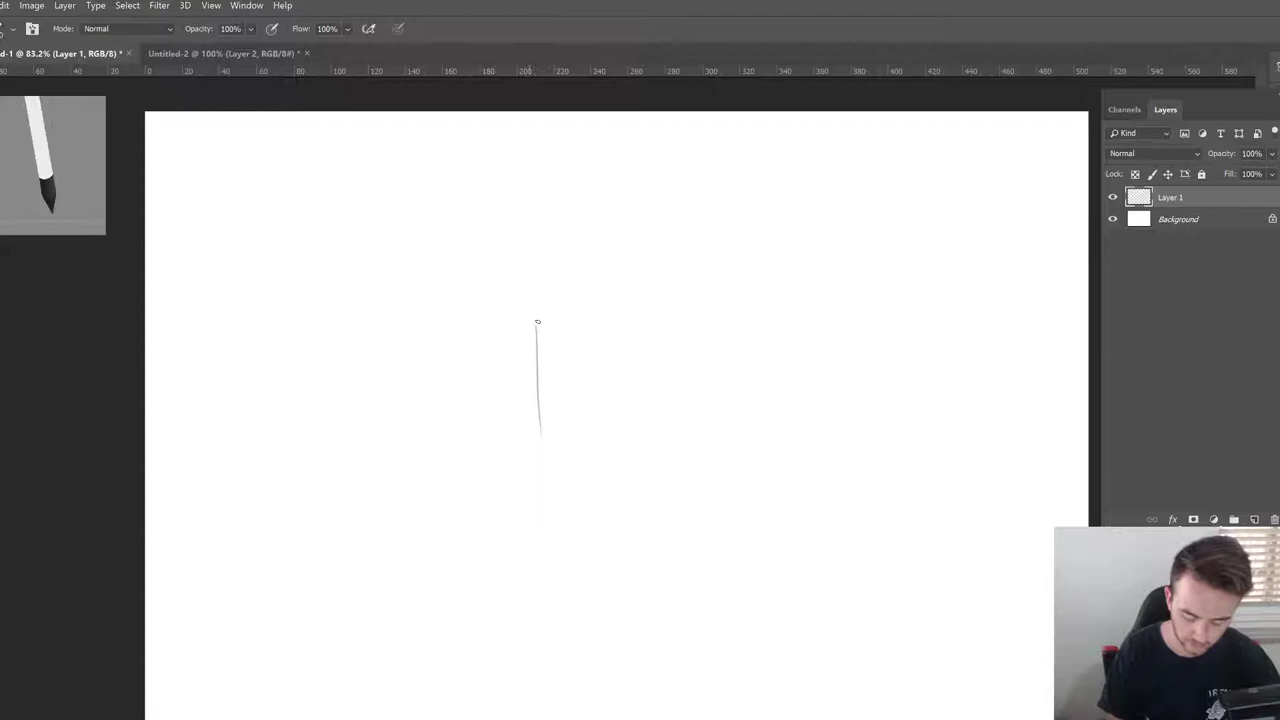 Image Layer Type Select Filter 3D View Window Help
Mode: Normal Opacity: 100% Flow: 100%
d-1 @ 83.2% (Layer 1, RGB/8) * × Untitled-2 @ 100% (Layer 2, RGB/8#) * ×
60 40 20 0 20 40 60 80 100 120 140 160 180 200 220 240 260 280 300 320 340 360 380 400 420 440 460 480 500 520 540 560 580
Channels Layers
Kind
Normal Opacity: 100%
Lock: Fill: 100%
Layer 1
Background
fx